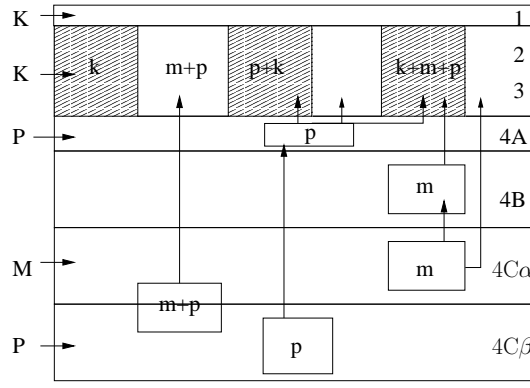 K 1
K k m+p p+k k+m+p 2
3
P p 4A
m 4B
M m 4Cα
m+p
P p 4Cβ